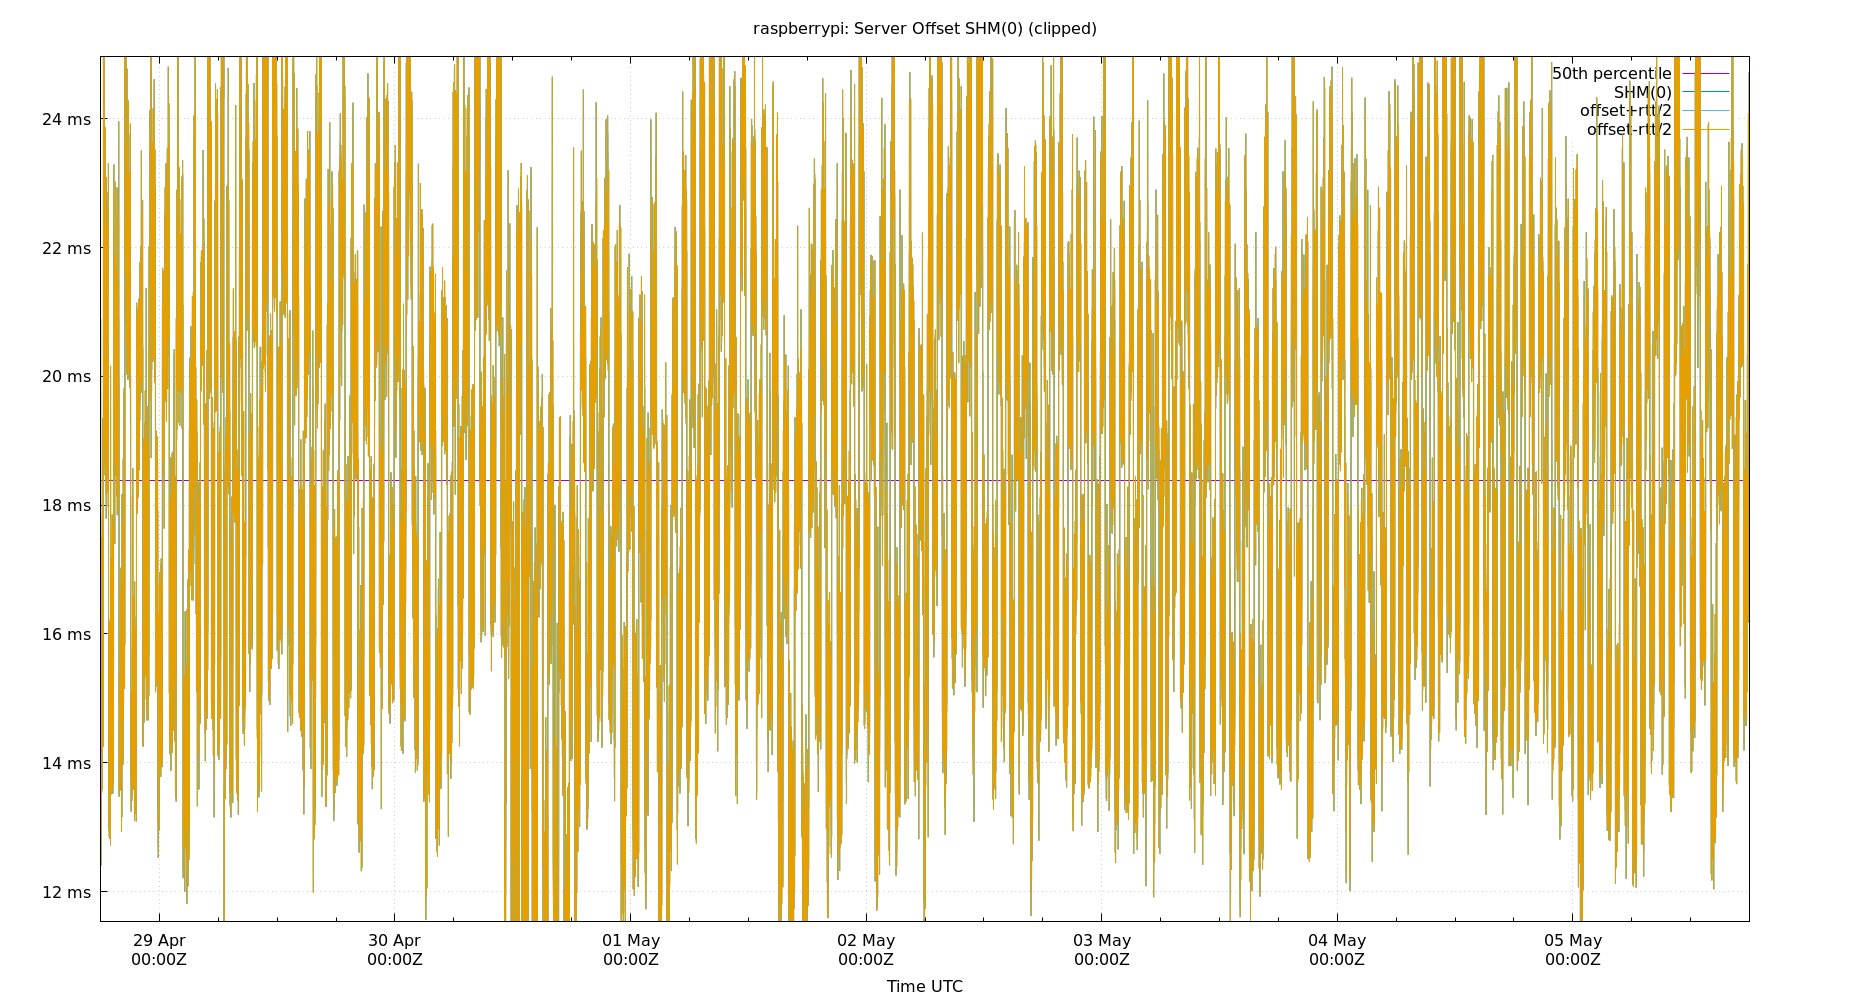 raspberrypi: Server Offset SHM(0) (clipped)
50th percentile
SHM(0)
offset+rtt/2
offset-rtt/2
24 ms
22 ms
20 ms
18 ms
16 ms
14 ms
12 ms
29 Apr 30 Apr 01 May 02 May 03 May 04 May 05 May
00:00Z 00:00Z 00:00Z 00:00Z 00:00Z 00:00Z 00:00Z
Time UTC